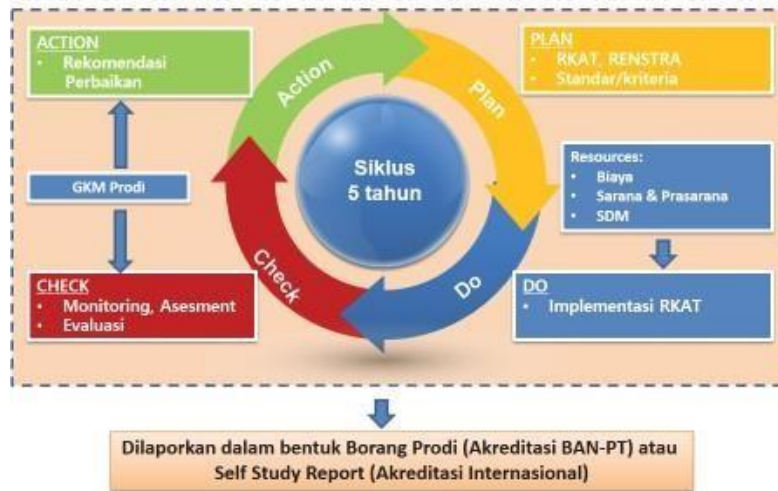 ACTION
• Rekomendasi
Perbaikan
PLAN
• RKAT, RENSTRA
• Standar/kriteria
Action
Plan
Siklus
5 tahun
GKM Prodi
Resources:
• Biaya
• Sarana & Prasarana
• SDM
Check
Do
CHECK
• Monitoring, Asesment
• Evaluasi
DO
• Implementasi RKAT
Dilaporkan dalam bentuk Borang Prodi (Akreditasi BAN-PT) atau
Self Study Report (Akreditasi Internasional)